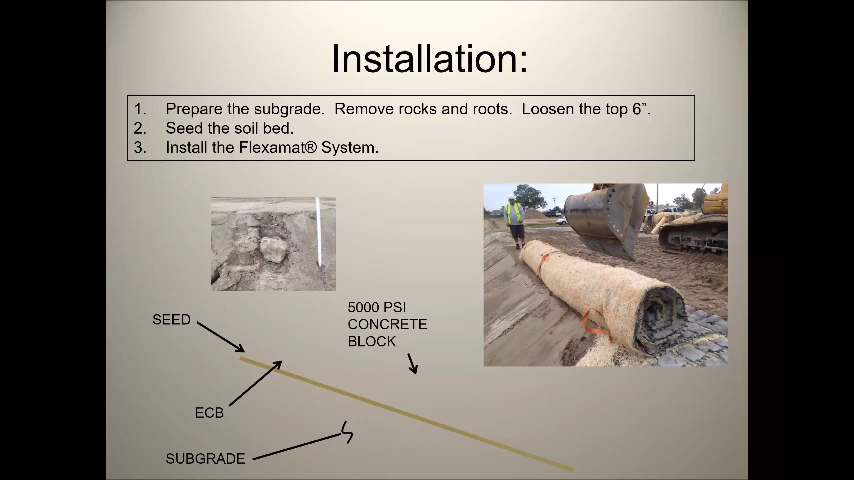 Installation:
1. Prepare the subgrade. Remove rocks and roots. Loosen the top 6”.
2. Seed the soil bed.
3. Install the Flexamat® System.
SEED
5000 PSI
CONCRETE
BLOCK
ECB
SUBGRADE